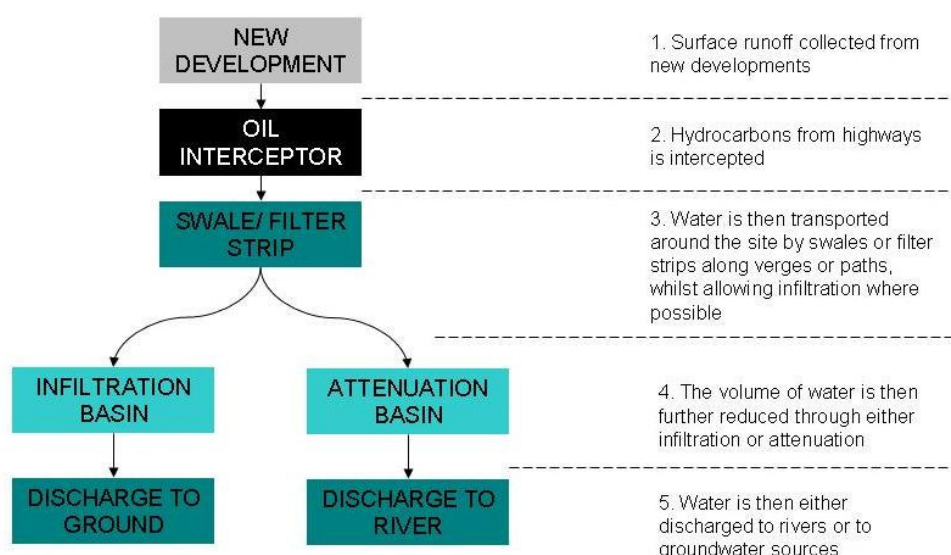 NEW
DEVELOPMENT
1. Surface runoff collected from
new developments
OIL
INTERCEPTOR
2. Hydrocarbons from highways
is intercepted
SWALE/ FILTER
STRIP
3. Water is then transported
around the site by swales or filter
strips along verges or paths,
whilst allowing infiltration where
possible
INFILTRATION
BASIN
ATTENUATION
BASIN
4. The volume of water is then
further reduced through either
infiltration or attenuation
DISCHARGE TO
GROUND
DISCHARGE TO
RIVER
5. Water is then either
discharged to rivers or to
groundwater sources